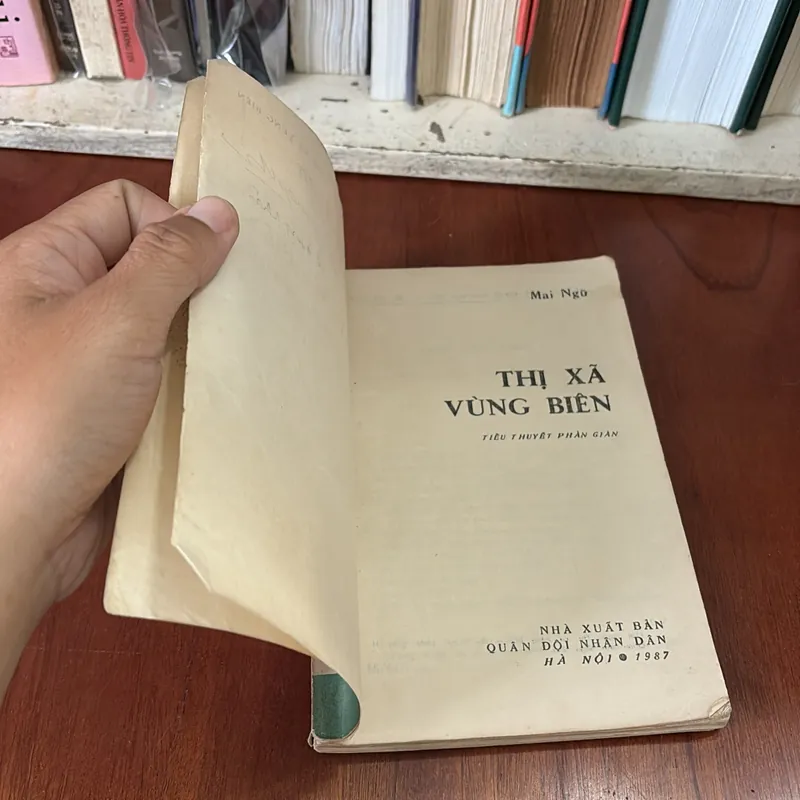 Mai Ngữ
THỊ XÃ
VÙNG BIÊN
TIỂU THUYẾT PHẢN GIÁN
NHÀ XUẤT BẢN
QUÂN ĐỘI NHÂN DÂN
HÀ NỘI 1987